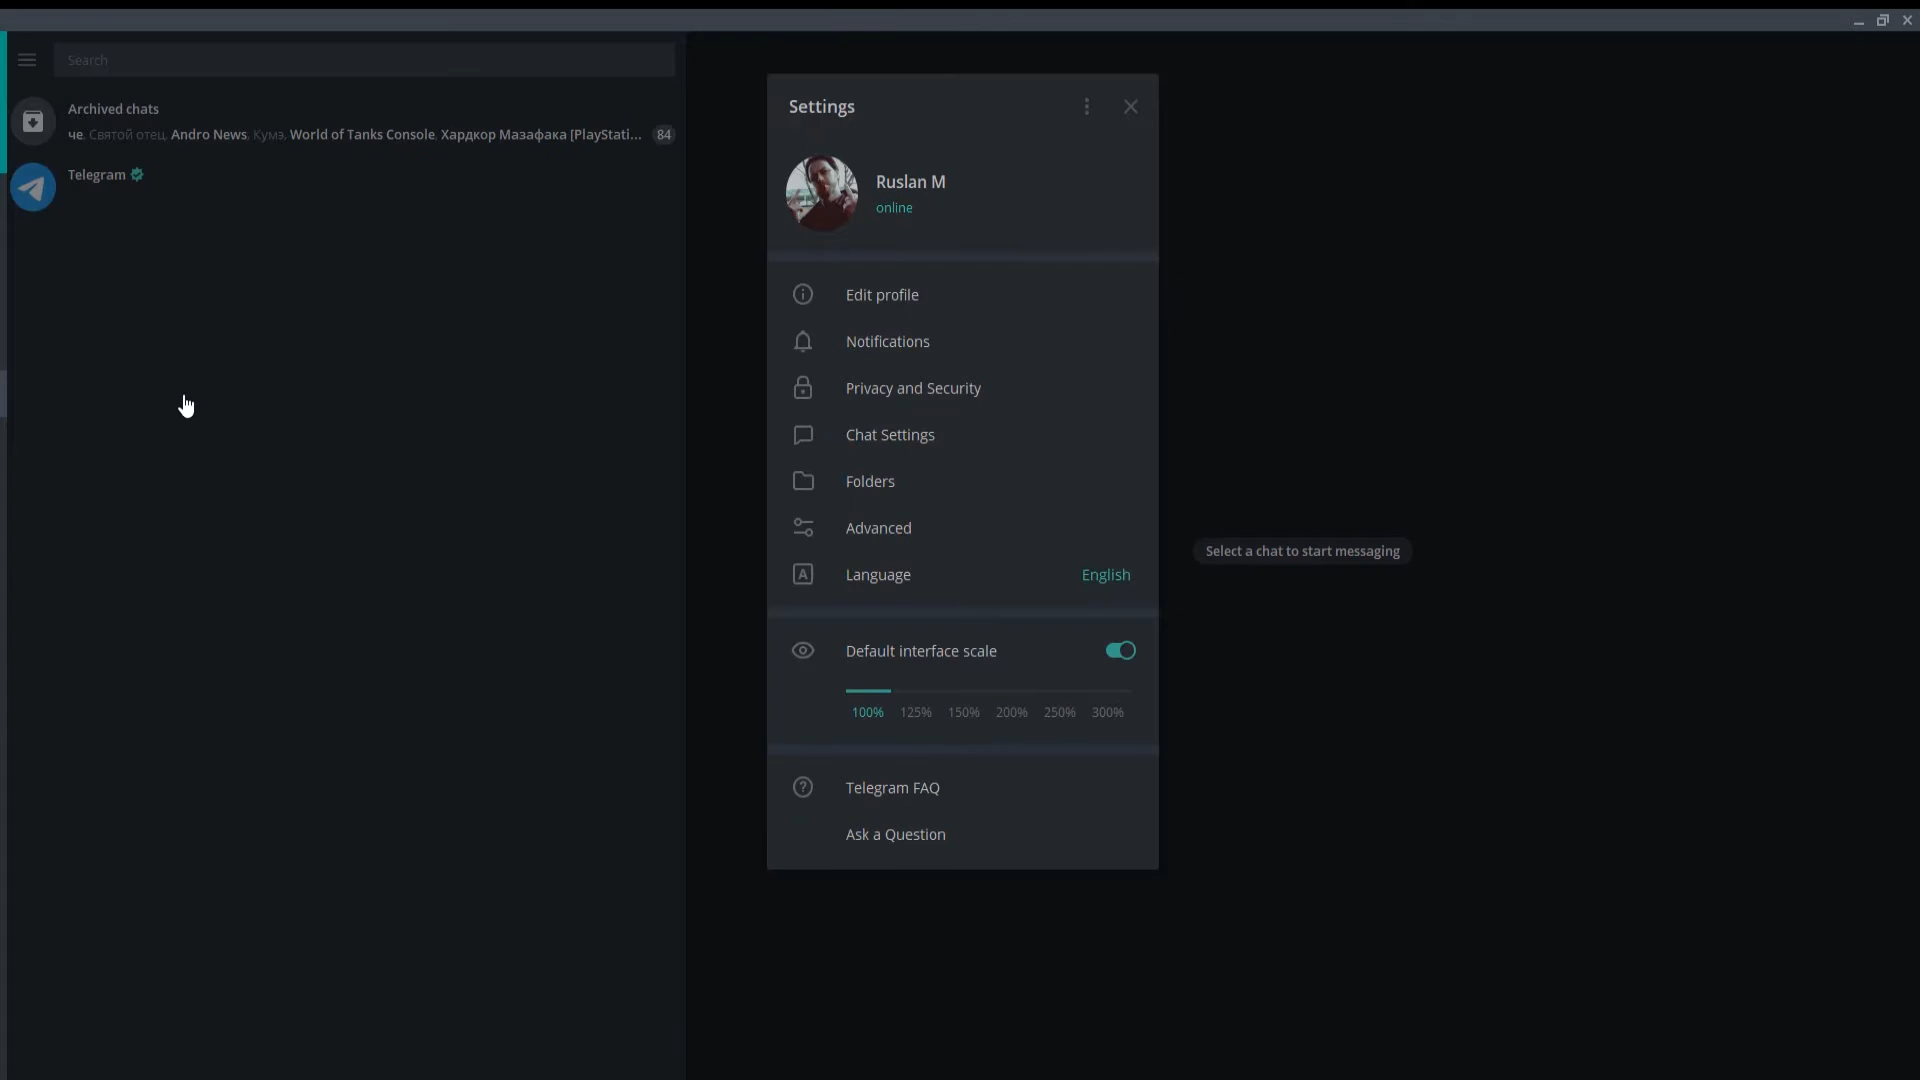 Search
Archived chats
че, Святой отец, Andro News, Кумэ, World of Tanks Console, Хардкор Мазафака [PlayStati...
84
Telegram
Settings
Ruslan M
online
Edit profile
Notifications
Privacy and Security
Chat Settings
Folders
Advanced
Language
English
Default interface scale
100% 125% 150% 200% 250% 300%
Telegram FAQ
Ask a Question
Select a chat to start messaging